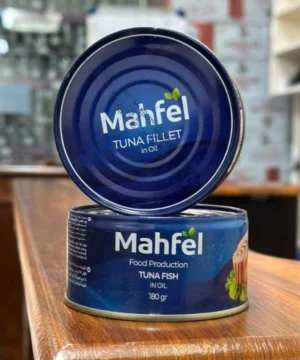 Mahfel
TUNA FILLET
in Oil
Mahfel
Food Production
TUNA FISH
IN OIL
180 gr